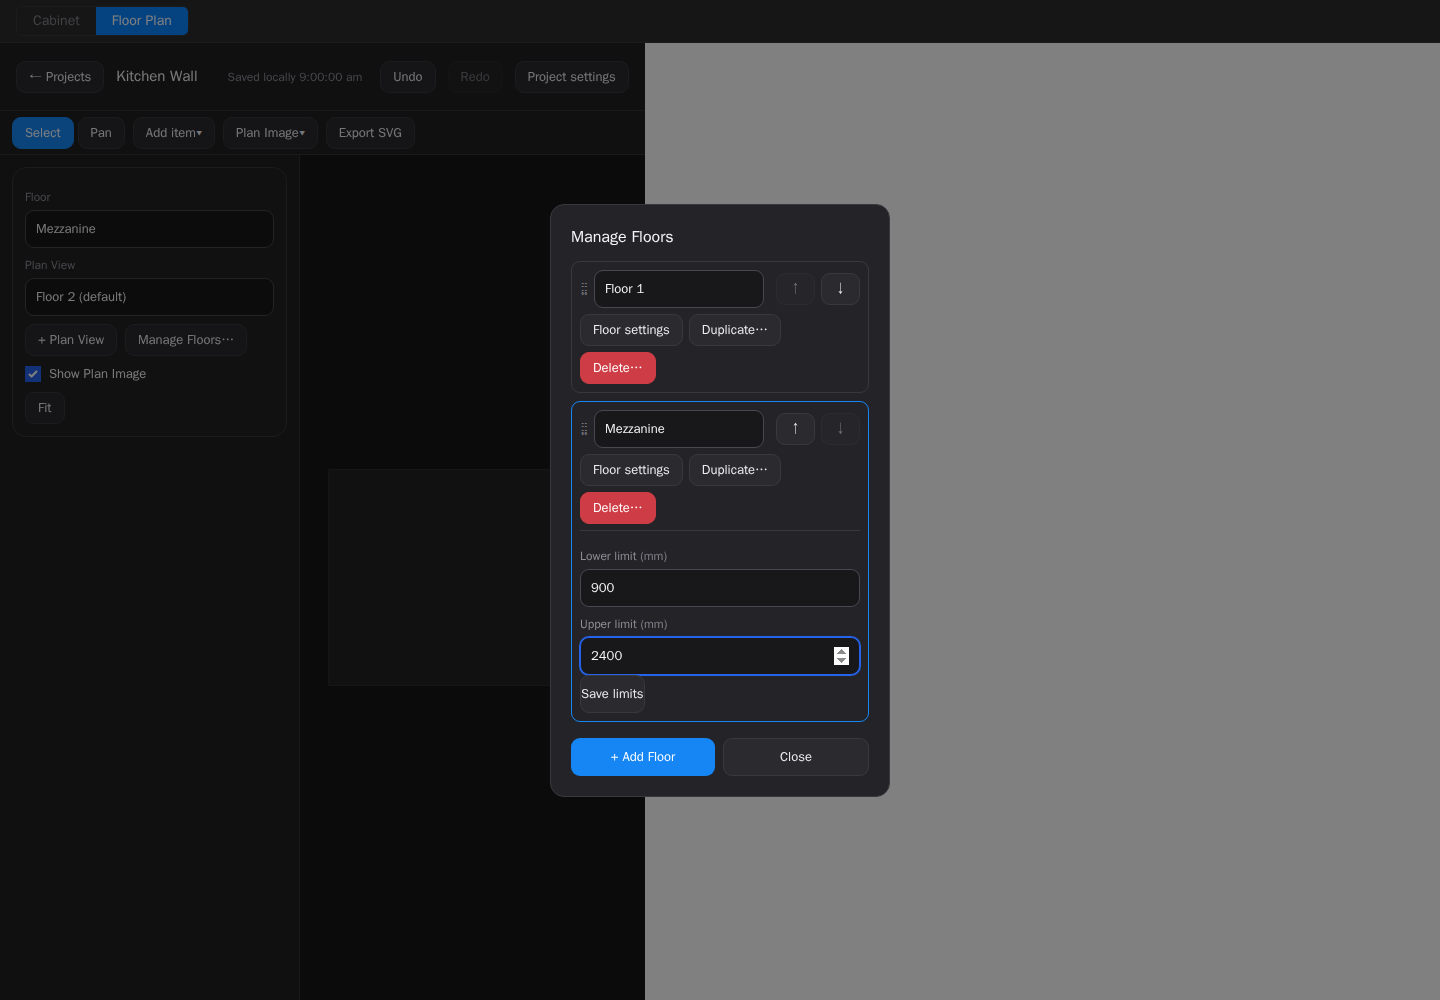 Cabinet Floor Plan
← Projects Kitchen Wall Saved locally 9:00:00 am Undo Redo Project settings
Select Pan Add item▾ Plan Image▾ Export SVG
Floor
Mezzanine
Plan View
Floor 2 (default)
+ Plan View Manage Floors…
Show Plan Image
Fit
Manage Floors
Floor 1 ↑ ↓
Floor settings Duplicate…
Delete…
Mezzanine ↑ ↓
Floor settings Duplicate…
Delete…
Lower limit (mm)
900
Upper limit (mm)
2400
Save limits
+ Add Floor Close